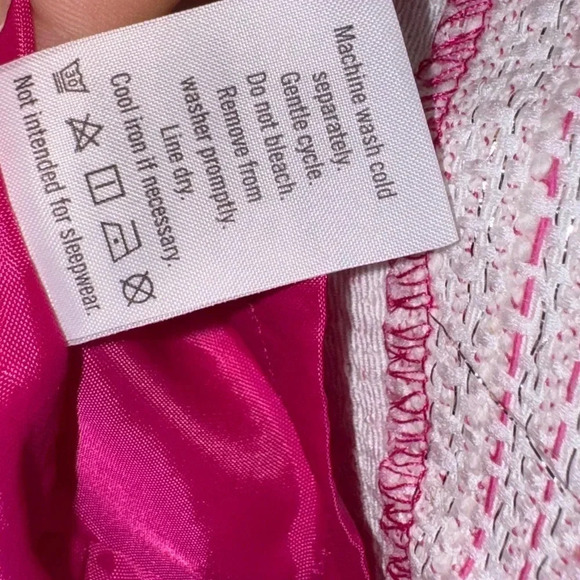 Machine wash cold
separately.
Gentle cycle.
Do not bleach.
Remove from
washer promptly.
Line dry.
Cool iron if necessary.
30
Not intended for sleepwear.